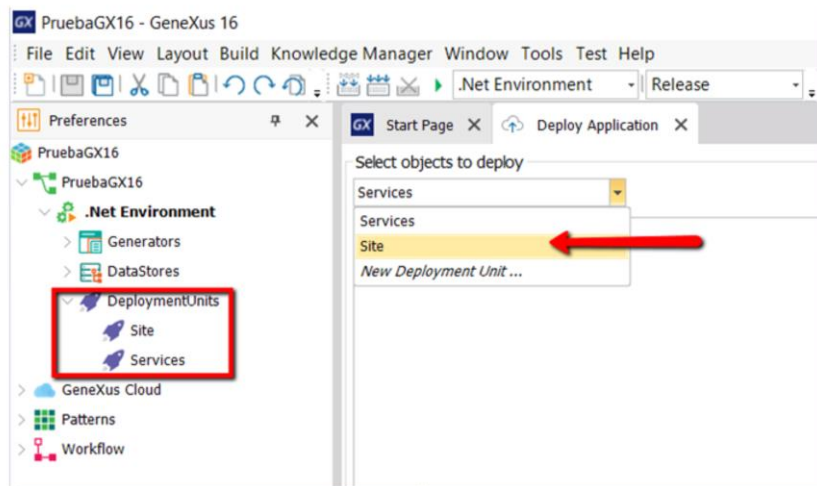 GX PruebaGX16 - GeneXus 16
File Edit View Layout Build Knowledge Manager Window Tools Test Help
.Net Environment Release
Preferences
GX Start Page Deploy Application
PruebaGX16
Select objects to deploy
PruebaGX16
Services
.Net Environment
Services
Generators
Site
DataStores
New Deployment Unit ...
DeploymentUnits
Site
Services
GeneXus Cloud
Patterns
Workflow